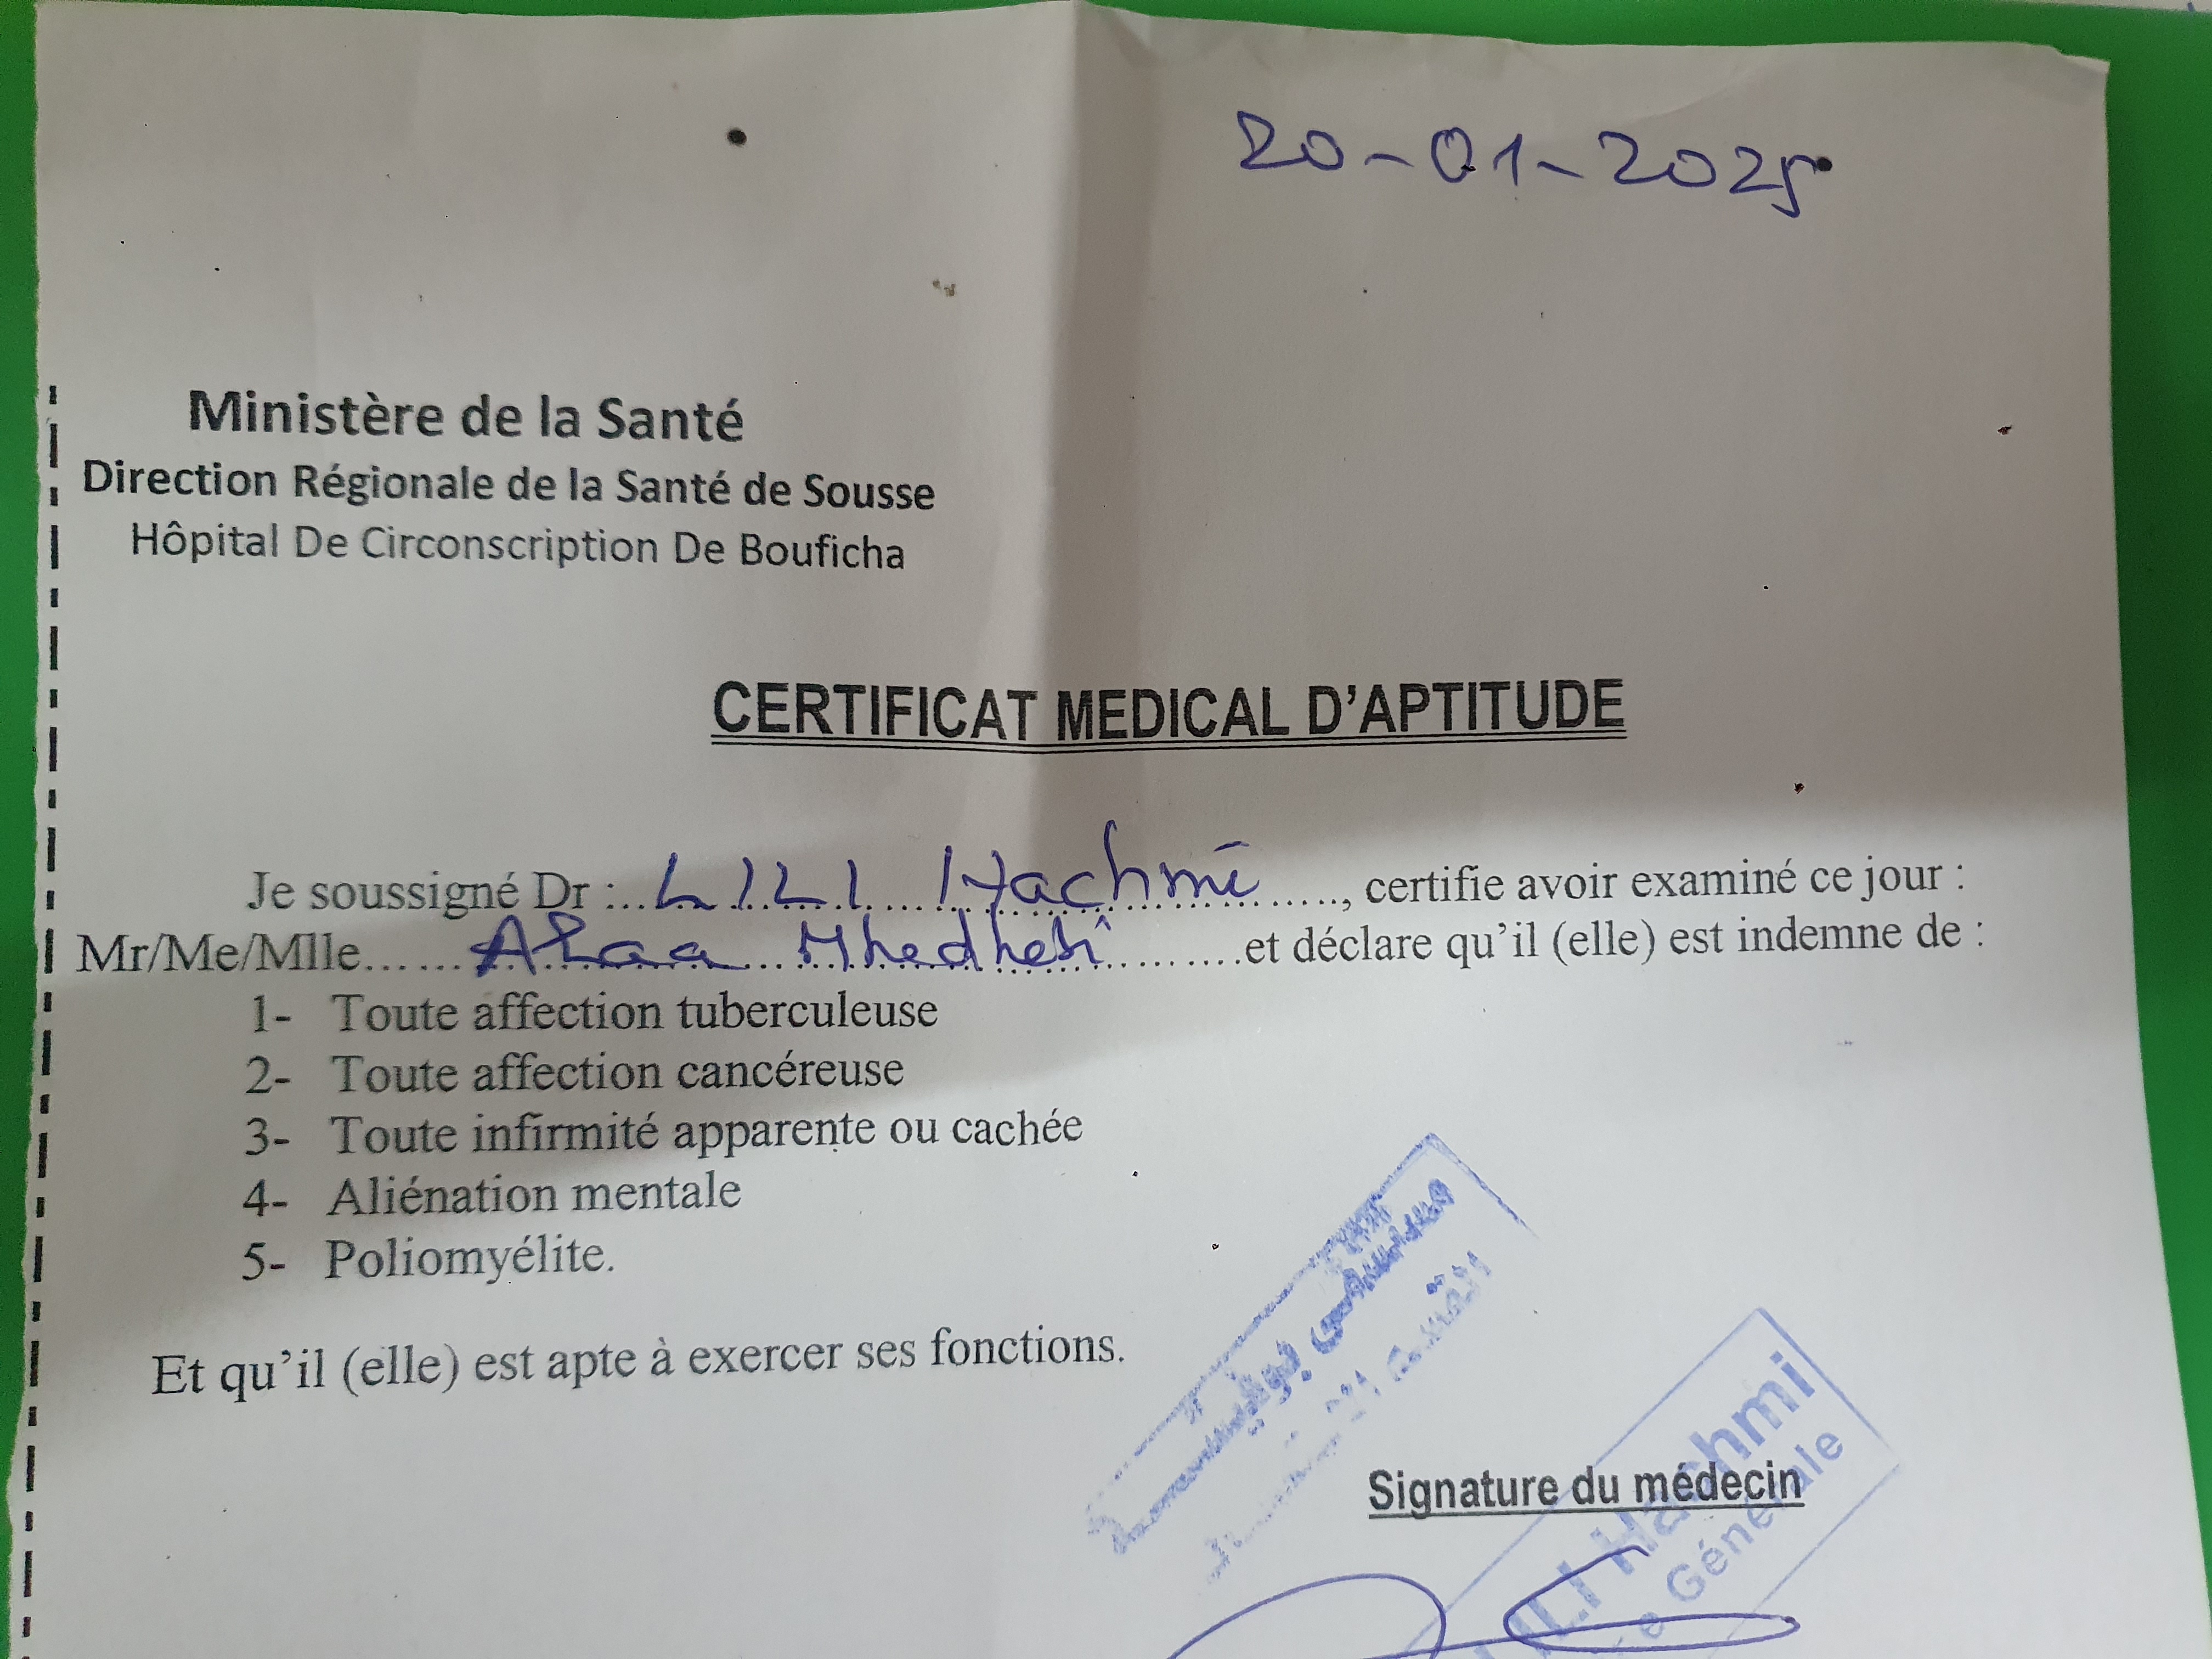 20-01-2025
Ministère de la Santé
Direction Régionale de la Santé de Sousse
Hôpital De Circonscription De Bouficha
CERTIFICAT MEDICAL D'APTITUDE
Je soussigné Dr :..LILI Hachmi......, certifie avoir examiné ce jour :
Mr/Me/Mlle......Alaa Mhedhebi.........et déclare qu'il (elle) est indemne de :
1- Toute affection tuberculeuse
2- Toute affection cancéreuse
3- Toute infirmité apparente ou cachée
4- Aliénation mentale
5- Poliomyélite.
Et qu'il (elle) est apte à exercer ses fonctions.
مستشفى بوفيشة
Signature du médecin
LILI Hachmi
Générale